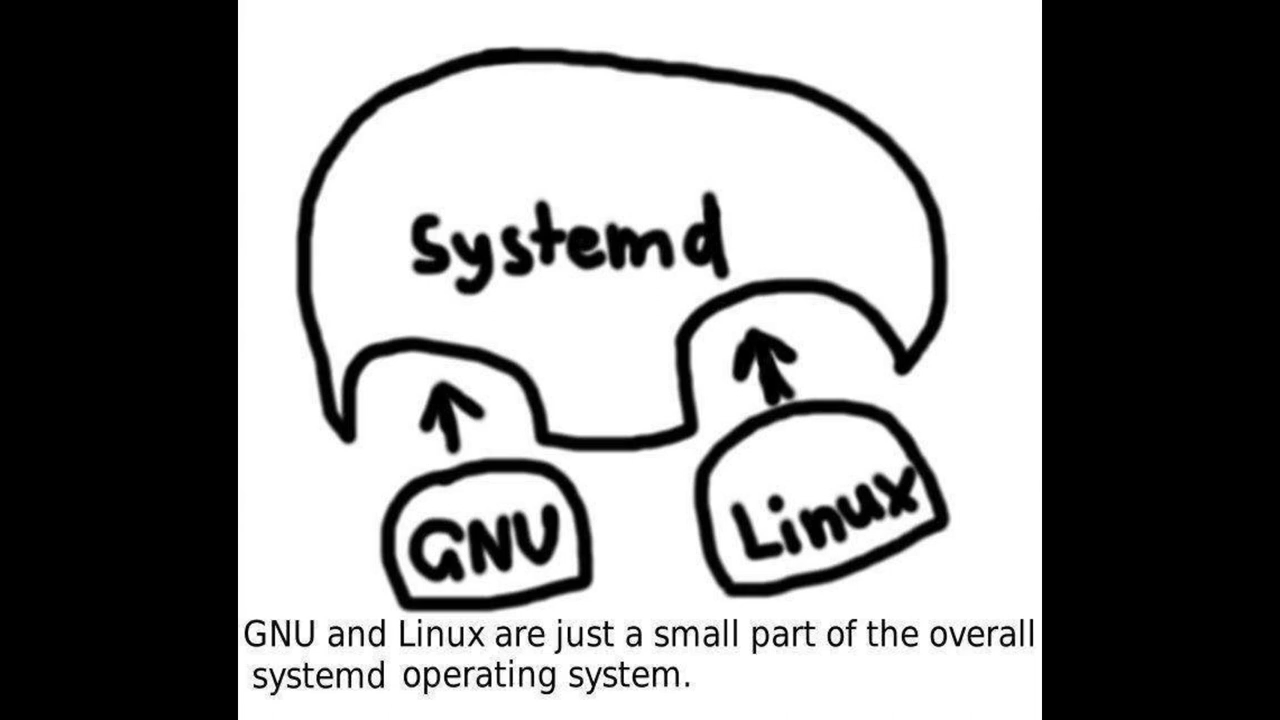 Systemd
GNU
Linux
GNU and Linux are just a small part of the overall
systemd operating system.